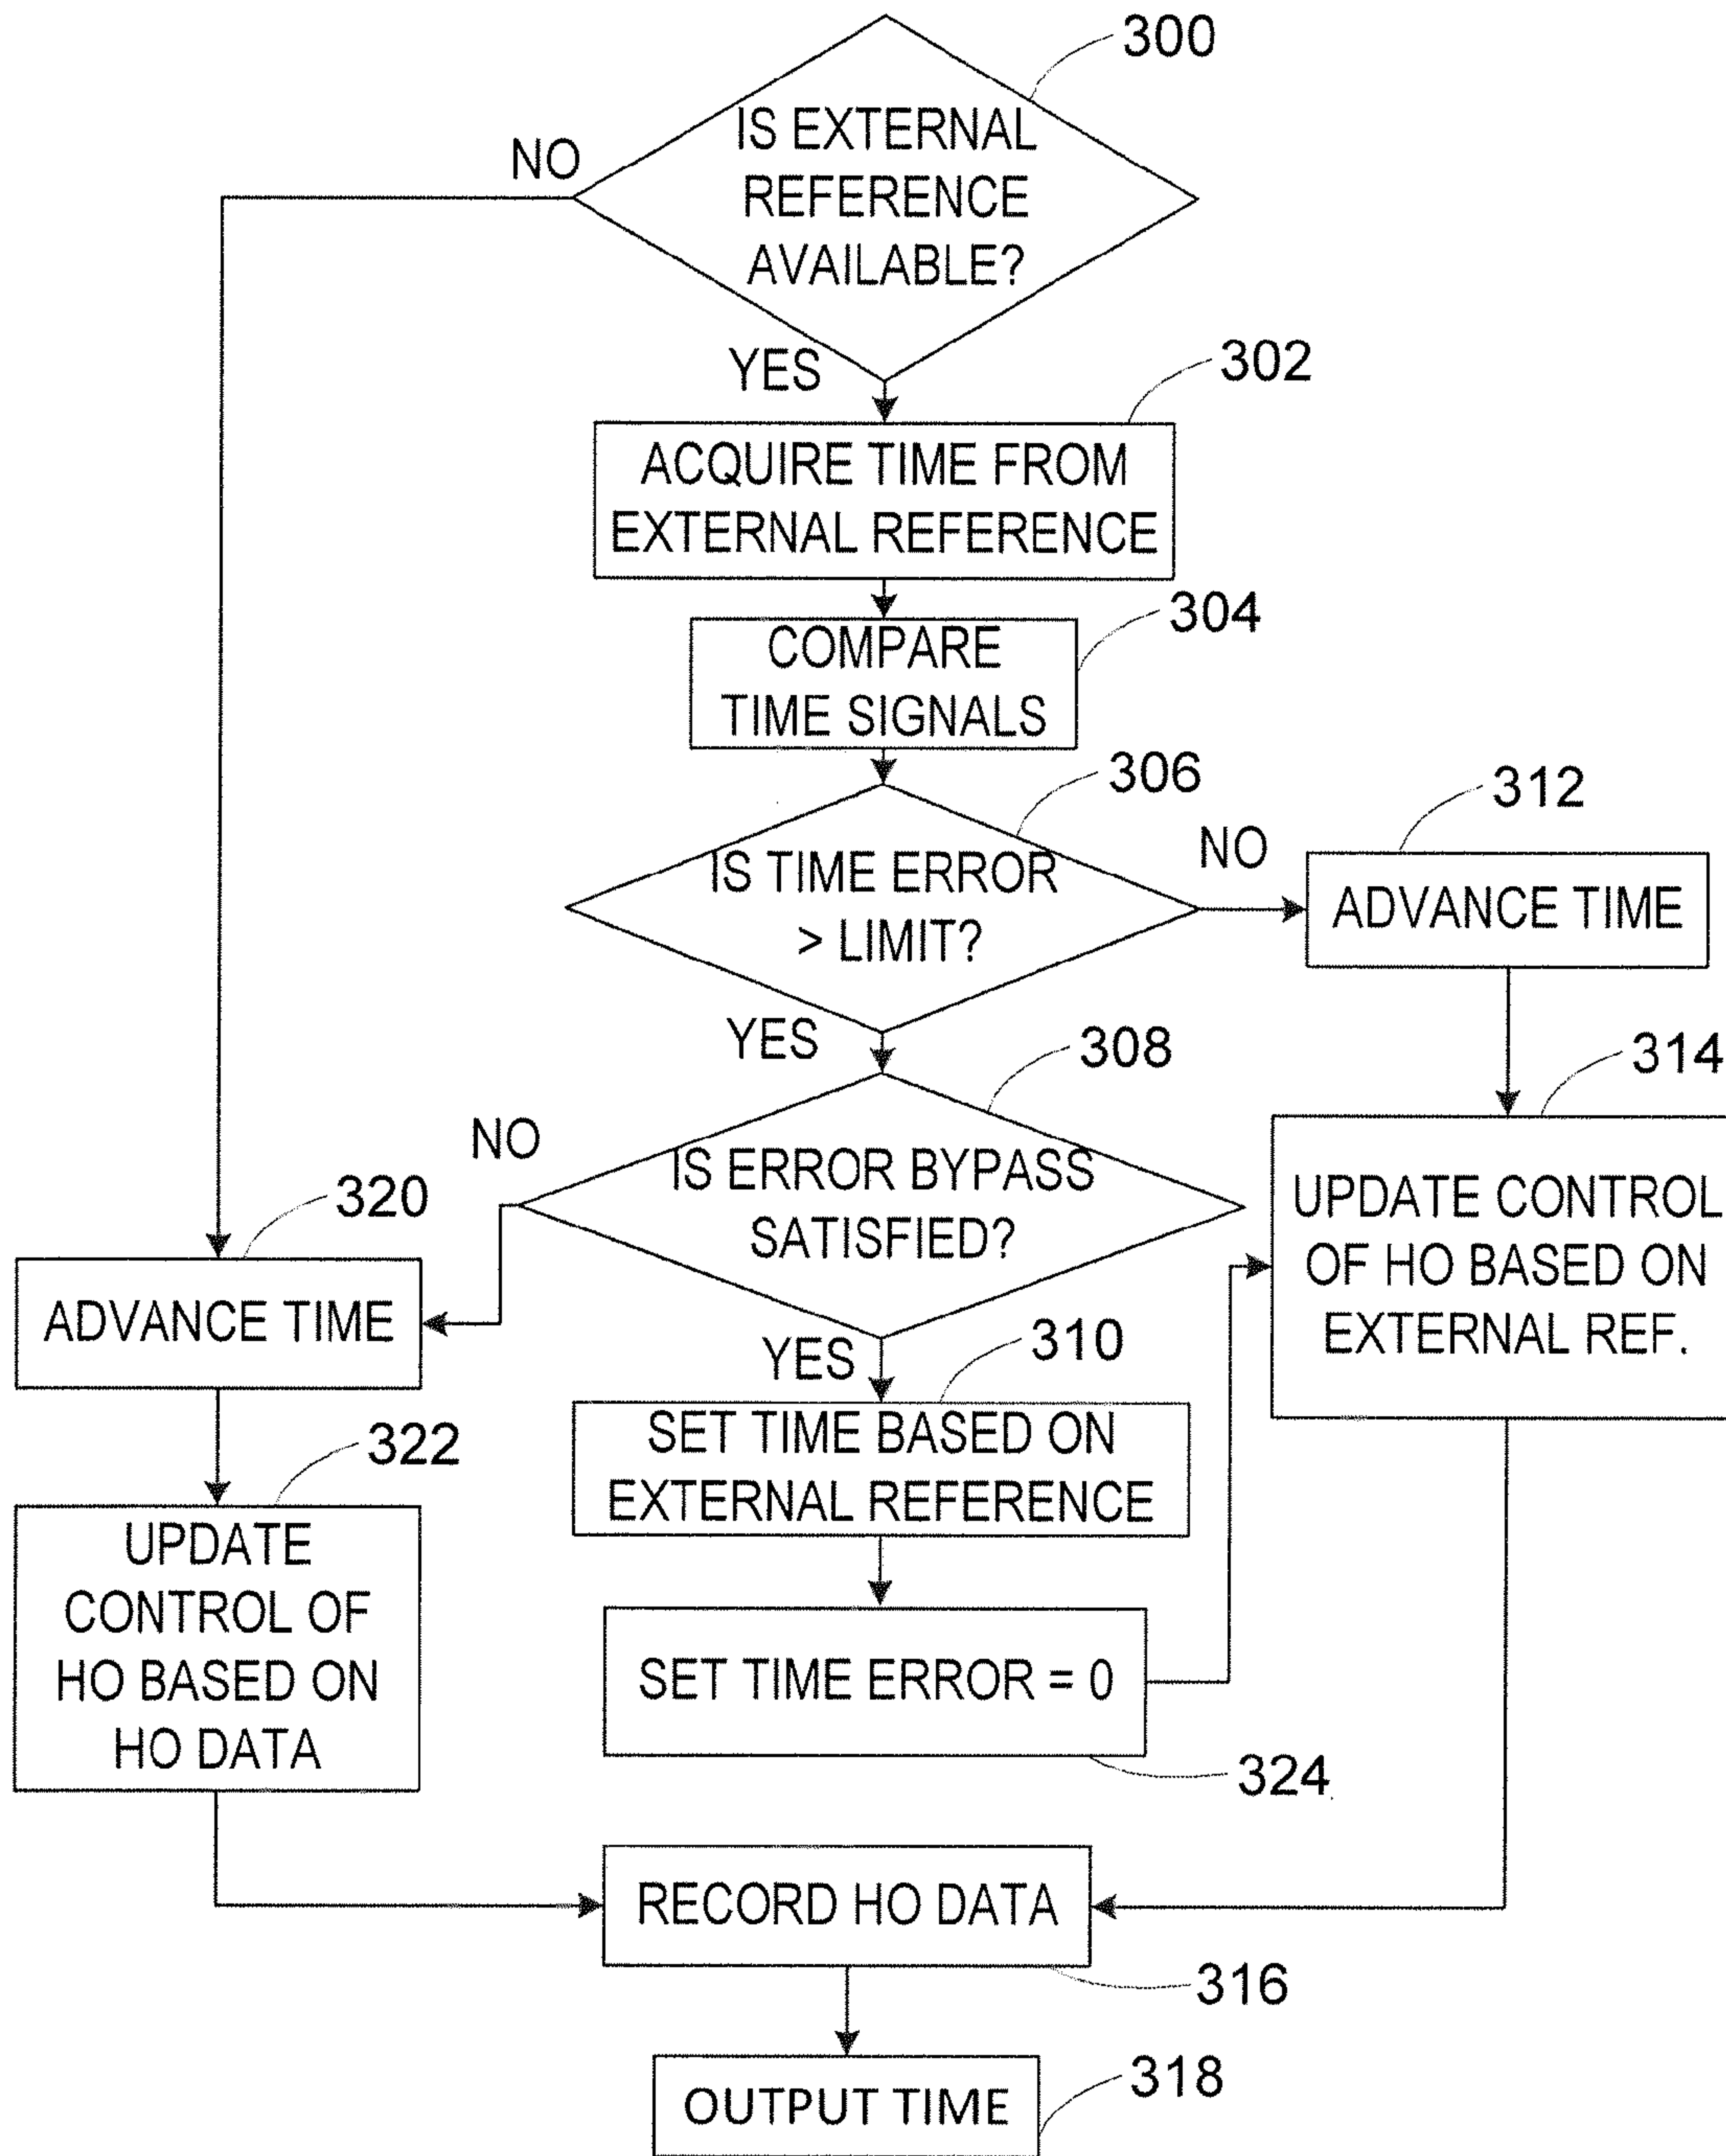 300
IS EXTERNAL
REFERENCE
AVAILABLE?
NO
YES
302
ACQUIRE TIME FROM
EXTERNAL REFERENCE
304
COMPARE
TIME SIGNALS
306
IS TIME ERROR
> LIMIT?
NO
312
ADVANCE TIME
YES
308
IS ERROR BYPASS
SATISFIED?
NO
314
UPDATE CONTROL
OF HO BASED ON
EXTERNAL REF.
320
ADVANCE TIME
YES
310
SET TIME BASED ON
EXTERNAL REFERENCE
322
UPDATE
CONTROL OF
HO BASED ON
HO DATA
SET TIME ERROR = 0
324
RECORD HO DATA
316
OUTPUT TIME
318